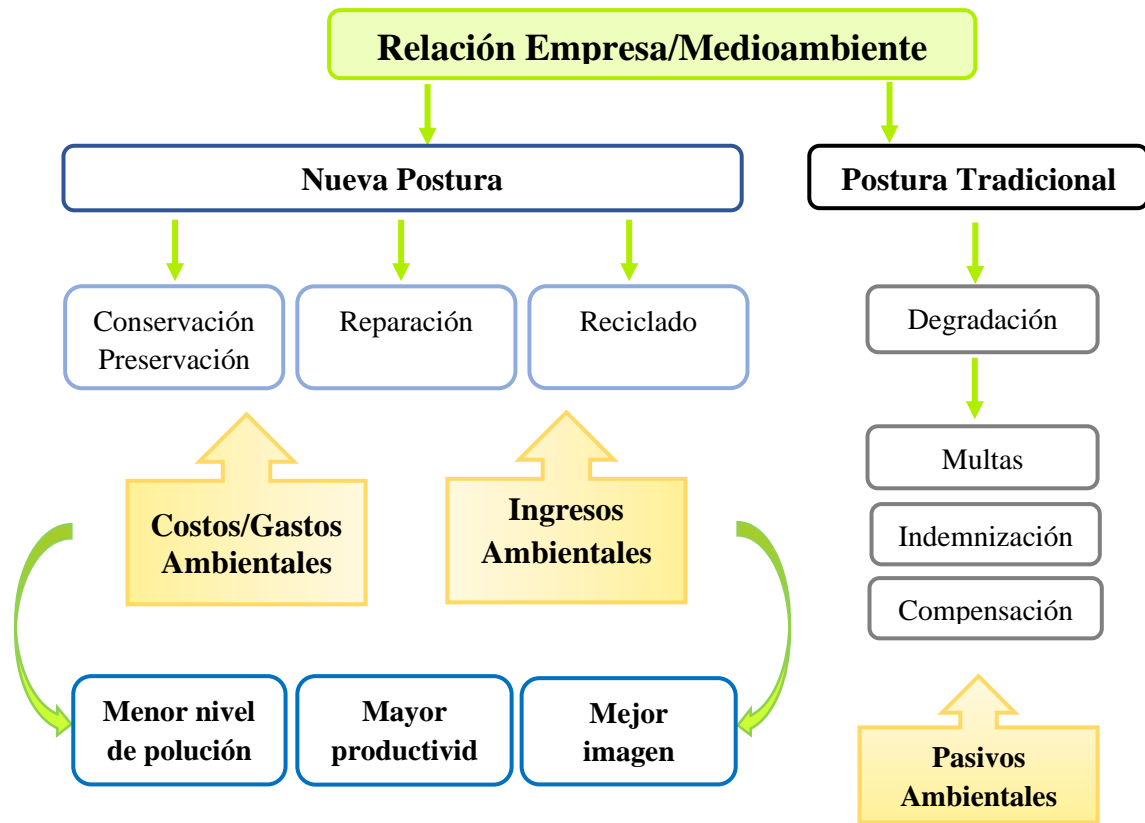 Relación Empresa/Medioambiente
Nueva Postura
Postura Tradicional
Conservación
Preservación
Reparación
Reciclado
Degradación
Multas
Indemnización
Compensación
Costos/Gastos
Ambientales
Ingresos
Ambientales
Menor nivel
de polución
Mayor
productivid
Mejor
imagen
Pasivos
Ambientales